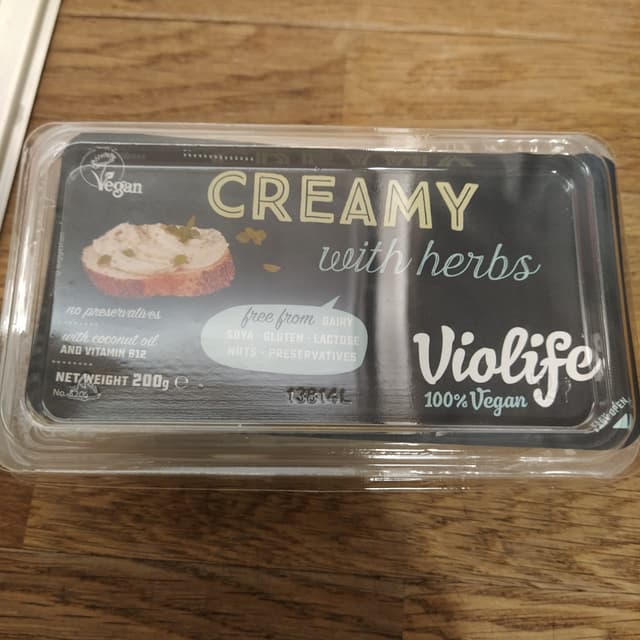 Vegan
CREAMY
with herbs
no preservatives
with coconut oil
AND VITAMIN B12
NET WEIGHT 200g e
free from DAIRY
SOYA - GLUTEN - LACTOSE
NUTS - PRESERVATIVES
13814L
Violife
100% Vegan